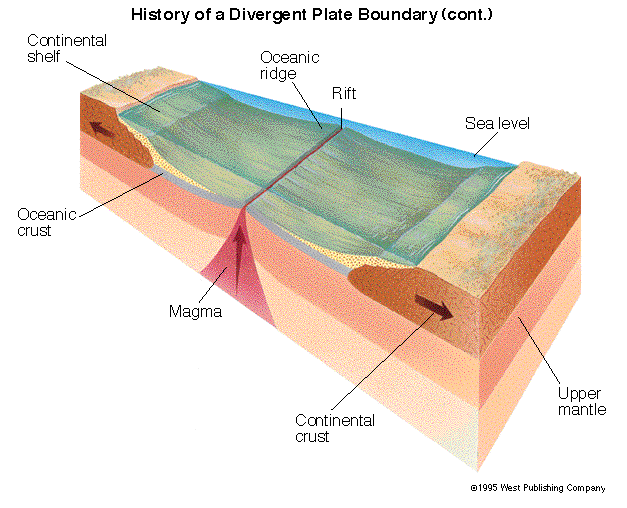 History of a Divergent Plate Boundary (cont.)
Continental
shelf
Oceanic
ridge
Rift
Sea level
Oceanic
crust
Magma
Continental
crust
Upper
mantle
©1995 West Publishing Company